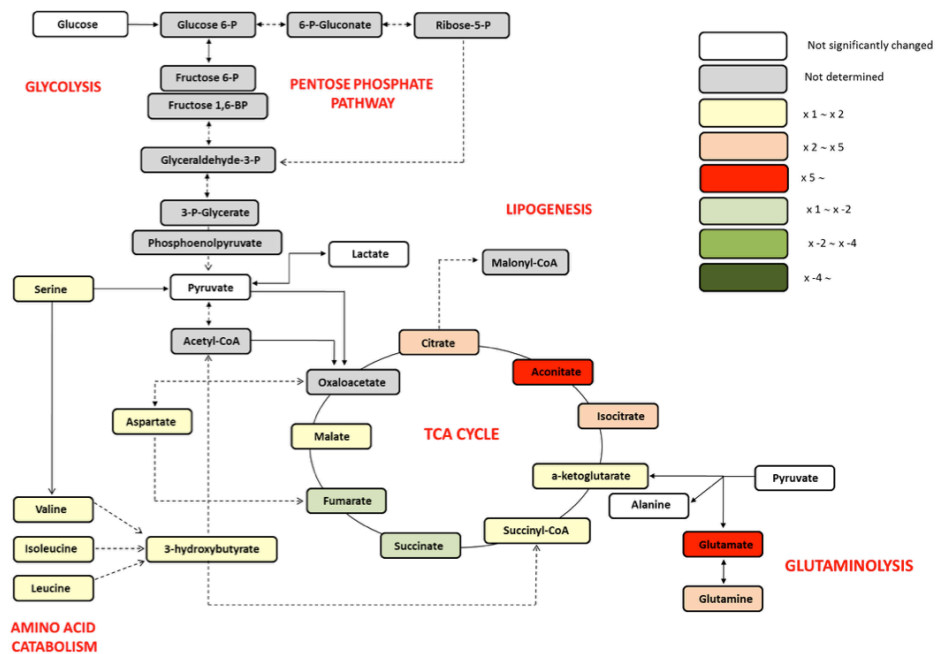 Glucose
Glucose 6-P
6-P-Gluconate
Ribose-5-P
GLYCOLYSIS
Fructose 6-P
Fructose 1,6-BP
PENTOSE PHOSPHATE
PATHWAY
Glyceraldehyde-3-P
3-P-Glycerate
Phosphoenolpyruvate
Lactate
LIPOGENESIS
Malonyl-CoA
Serine
Pyruvate
Acetyl-CoA
Citrate
Aconitate
Oxaloacetate
Isocitrate
Aspartate
Malate
TCA CYCLE
a-ketoglutarate
Pyruvate
Alanine
Fumarate
Succinyl-CoA
Succinate
Valine
Isoleucine
Leucine
3-hydroxybutyrate
Glutamate
Glutamine
GLUTAMINOLYSIS
AMINO ACID
CATABOLISM
Not significantly changed
Not determined
x 1 ~ x 2
x 2 ~ x 5
x 5 ~
x 1 ~ x -2
x -2 ~ x -4
x -4 ~